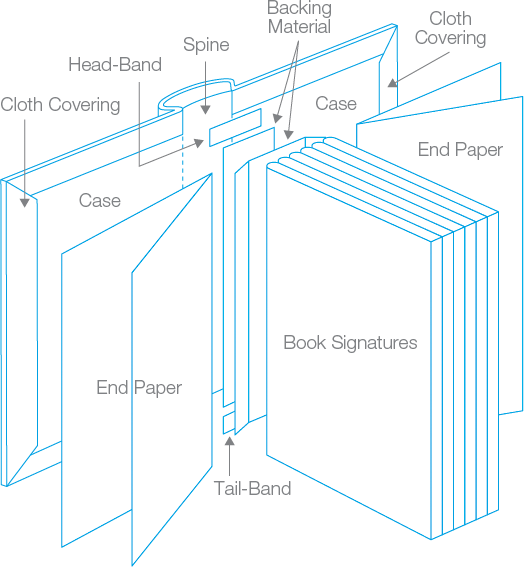 Backing
Material
Cloth
Covering
Spine
Head-Band
Cloth Covering
Case
End Paper
Case
Book Signatures
End Paper
Tail-Band